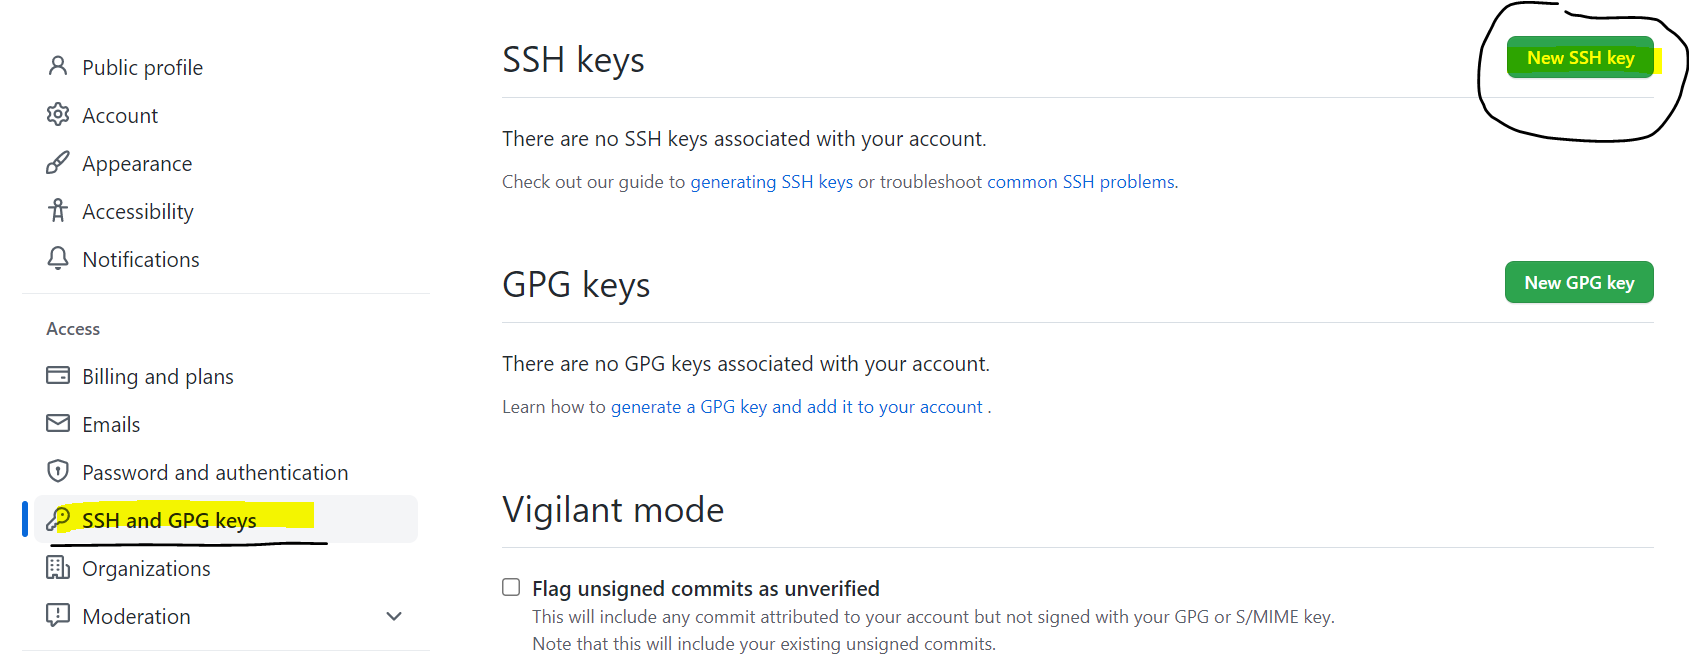 Public profile
Account
Appearance
Accessibility
Notifications
Access
Billing and plans
Emails
Password and authentication
SSH and GPG keys
Organizations
Moderation
SSH keys
New SSH key
There are no SSH keys associated with your account.
Check out our guide to generating SSH keys or troubleshoot common SSH problems.
GPG keys
New GPG key
There are no GPG keys associated with your account.
Learn how to generate a GPG key and add it to your account .
Vigilant mode
Flag unsigned commits as unverified
This will include any commit attributed to your account but not signed with your GPG or S/MIME key.
Note that this will include your existing unsigned commits.